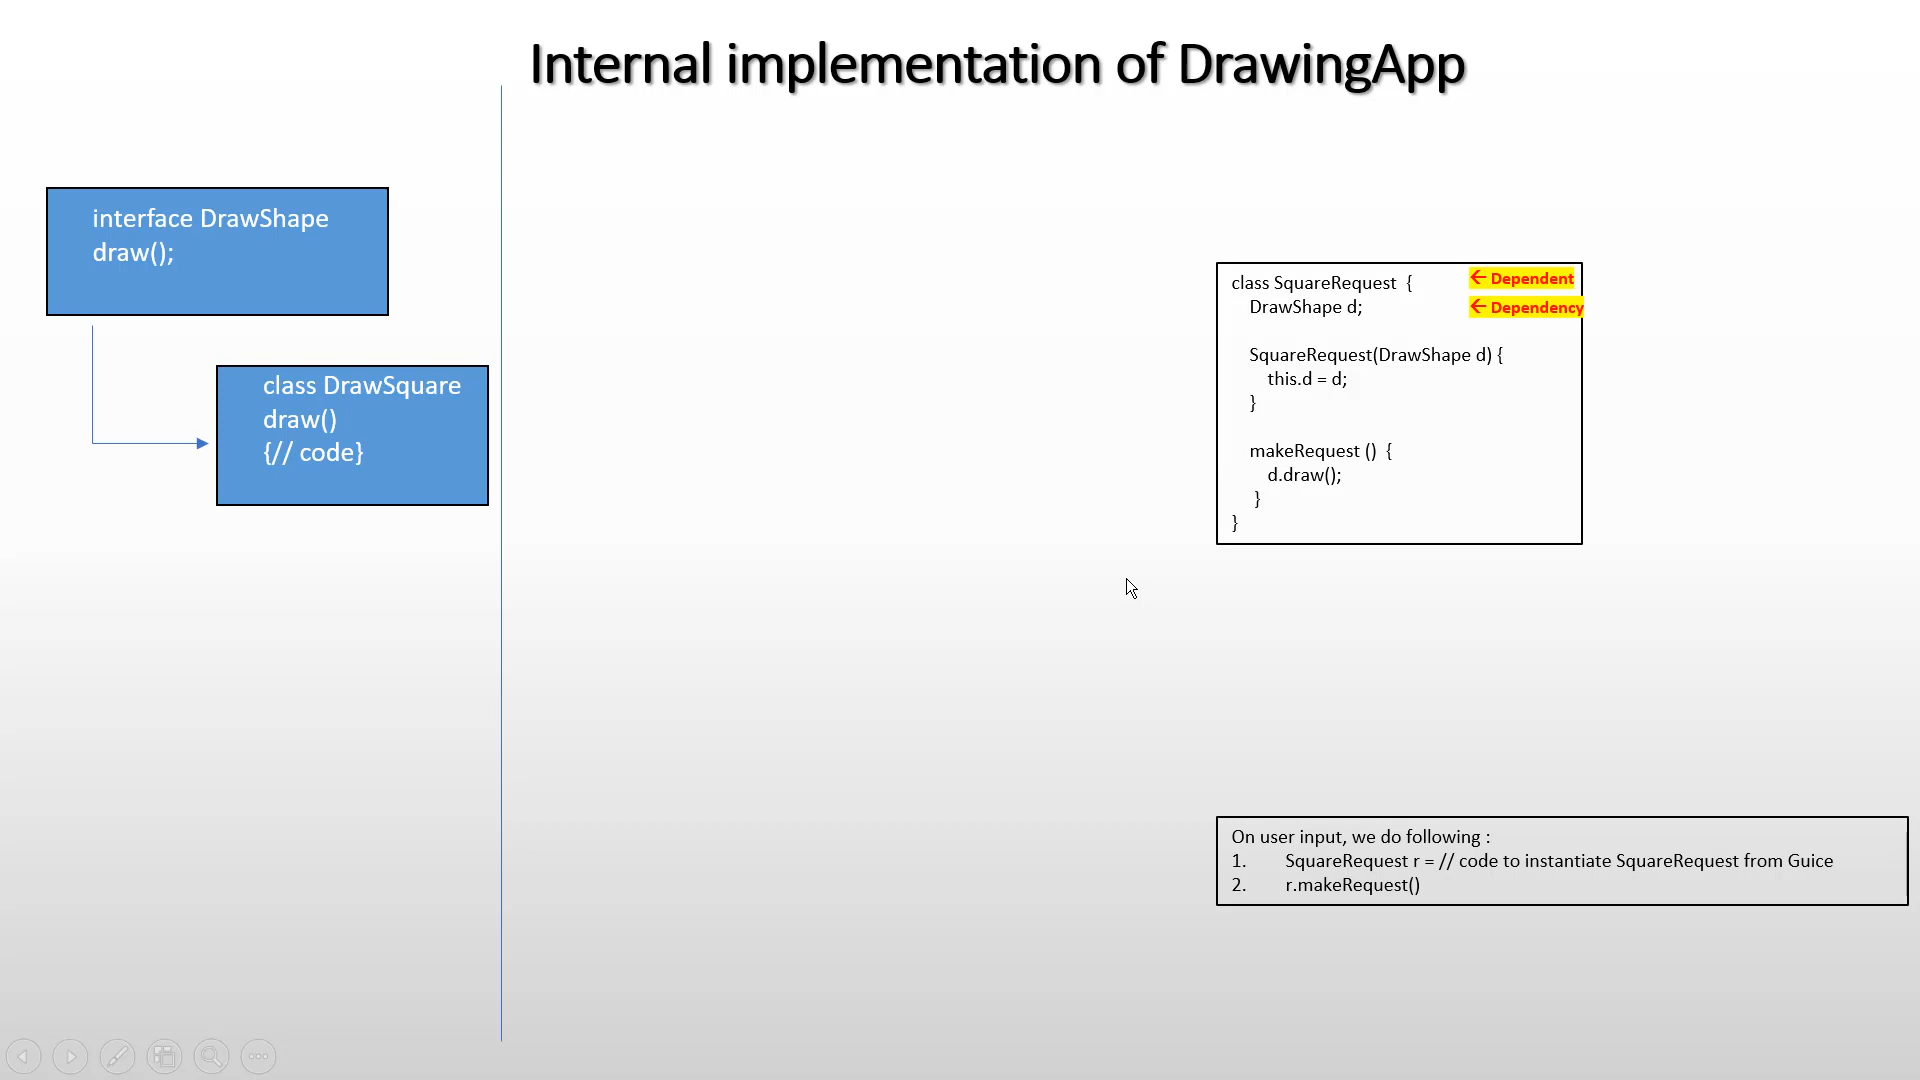 Internal implementation of DrawingApp
interface DrawShape
draw();
class DrawSquare
draw()
{// code}
class SquareRequest {
← Dependent
DrawShape d;
← Dependency
SquareRequest(DrawShape d) {
this.d = d;
}
makeRequest () {
d.draw();
}
}
On user input, we do following :
1. SquareRequest r = // code to instantiate SquareRequest from Guice
2. r.makeRequest()